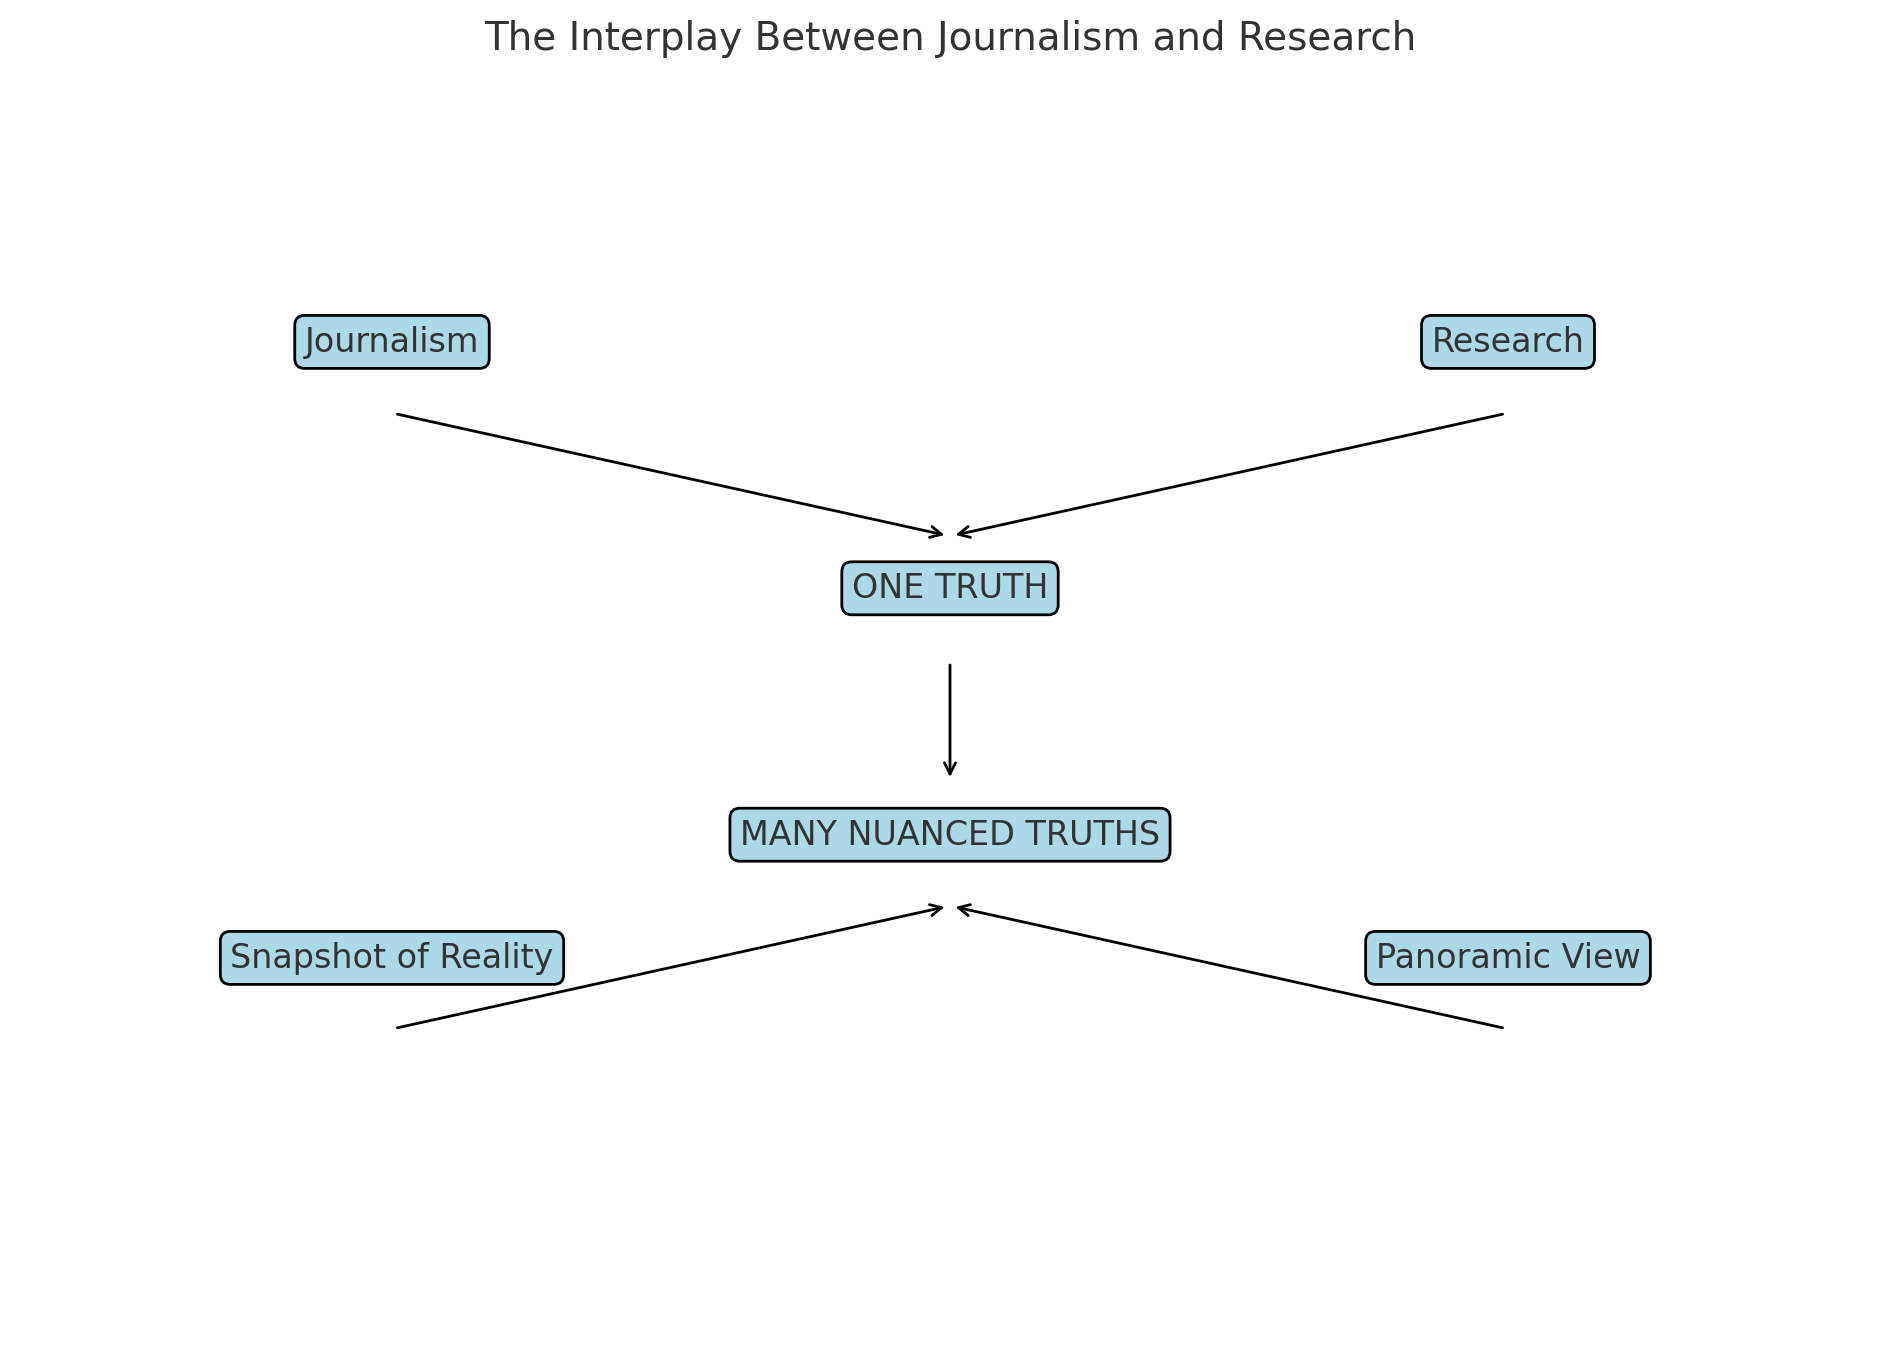 The Interplay Between Journalism and Research
Journalism
Research
ONE TRUTH
MANY NUANCED TRUTHS
Snapshot of Reality
Panoramic View